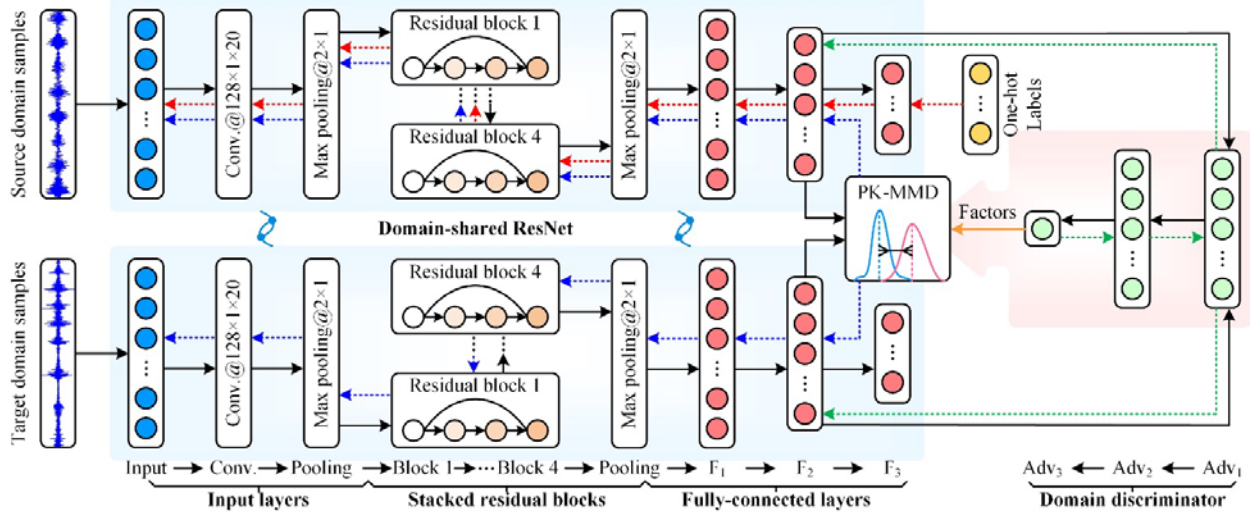 Source domain samples
Conv.@128×1×20
Max pooling@2×1
Residual block 1
Residual block 4
Max pooling@2×1
One-hot
Labels
PK-MMD
Factors
Domain-shared ResNet
Target domain samples
Conv.@128×1×20
Max pooling@2×1
Residual block 4
Residual block 1
Max pooling@2×1
Input Conv. Pooling Block 1 ··· Block 4 Pooling F₁ F₂ F₃ Adv₃ Adv₂ Adv₁
Input layers Stacked residual blocks Fully-connected layers Domain discriminator